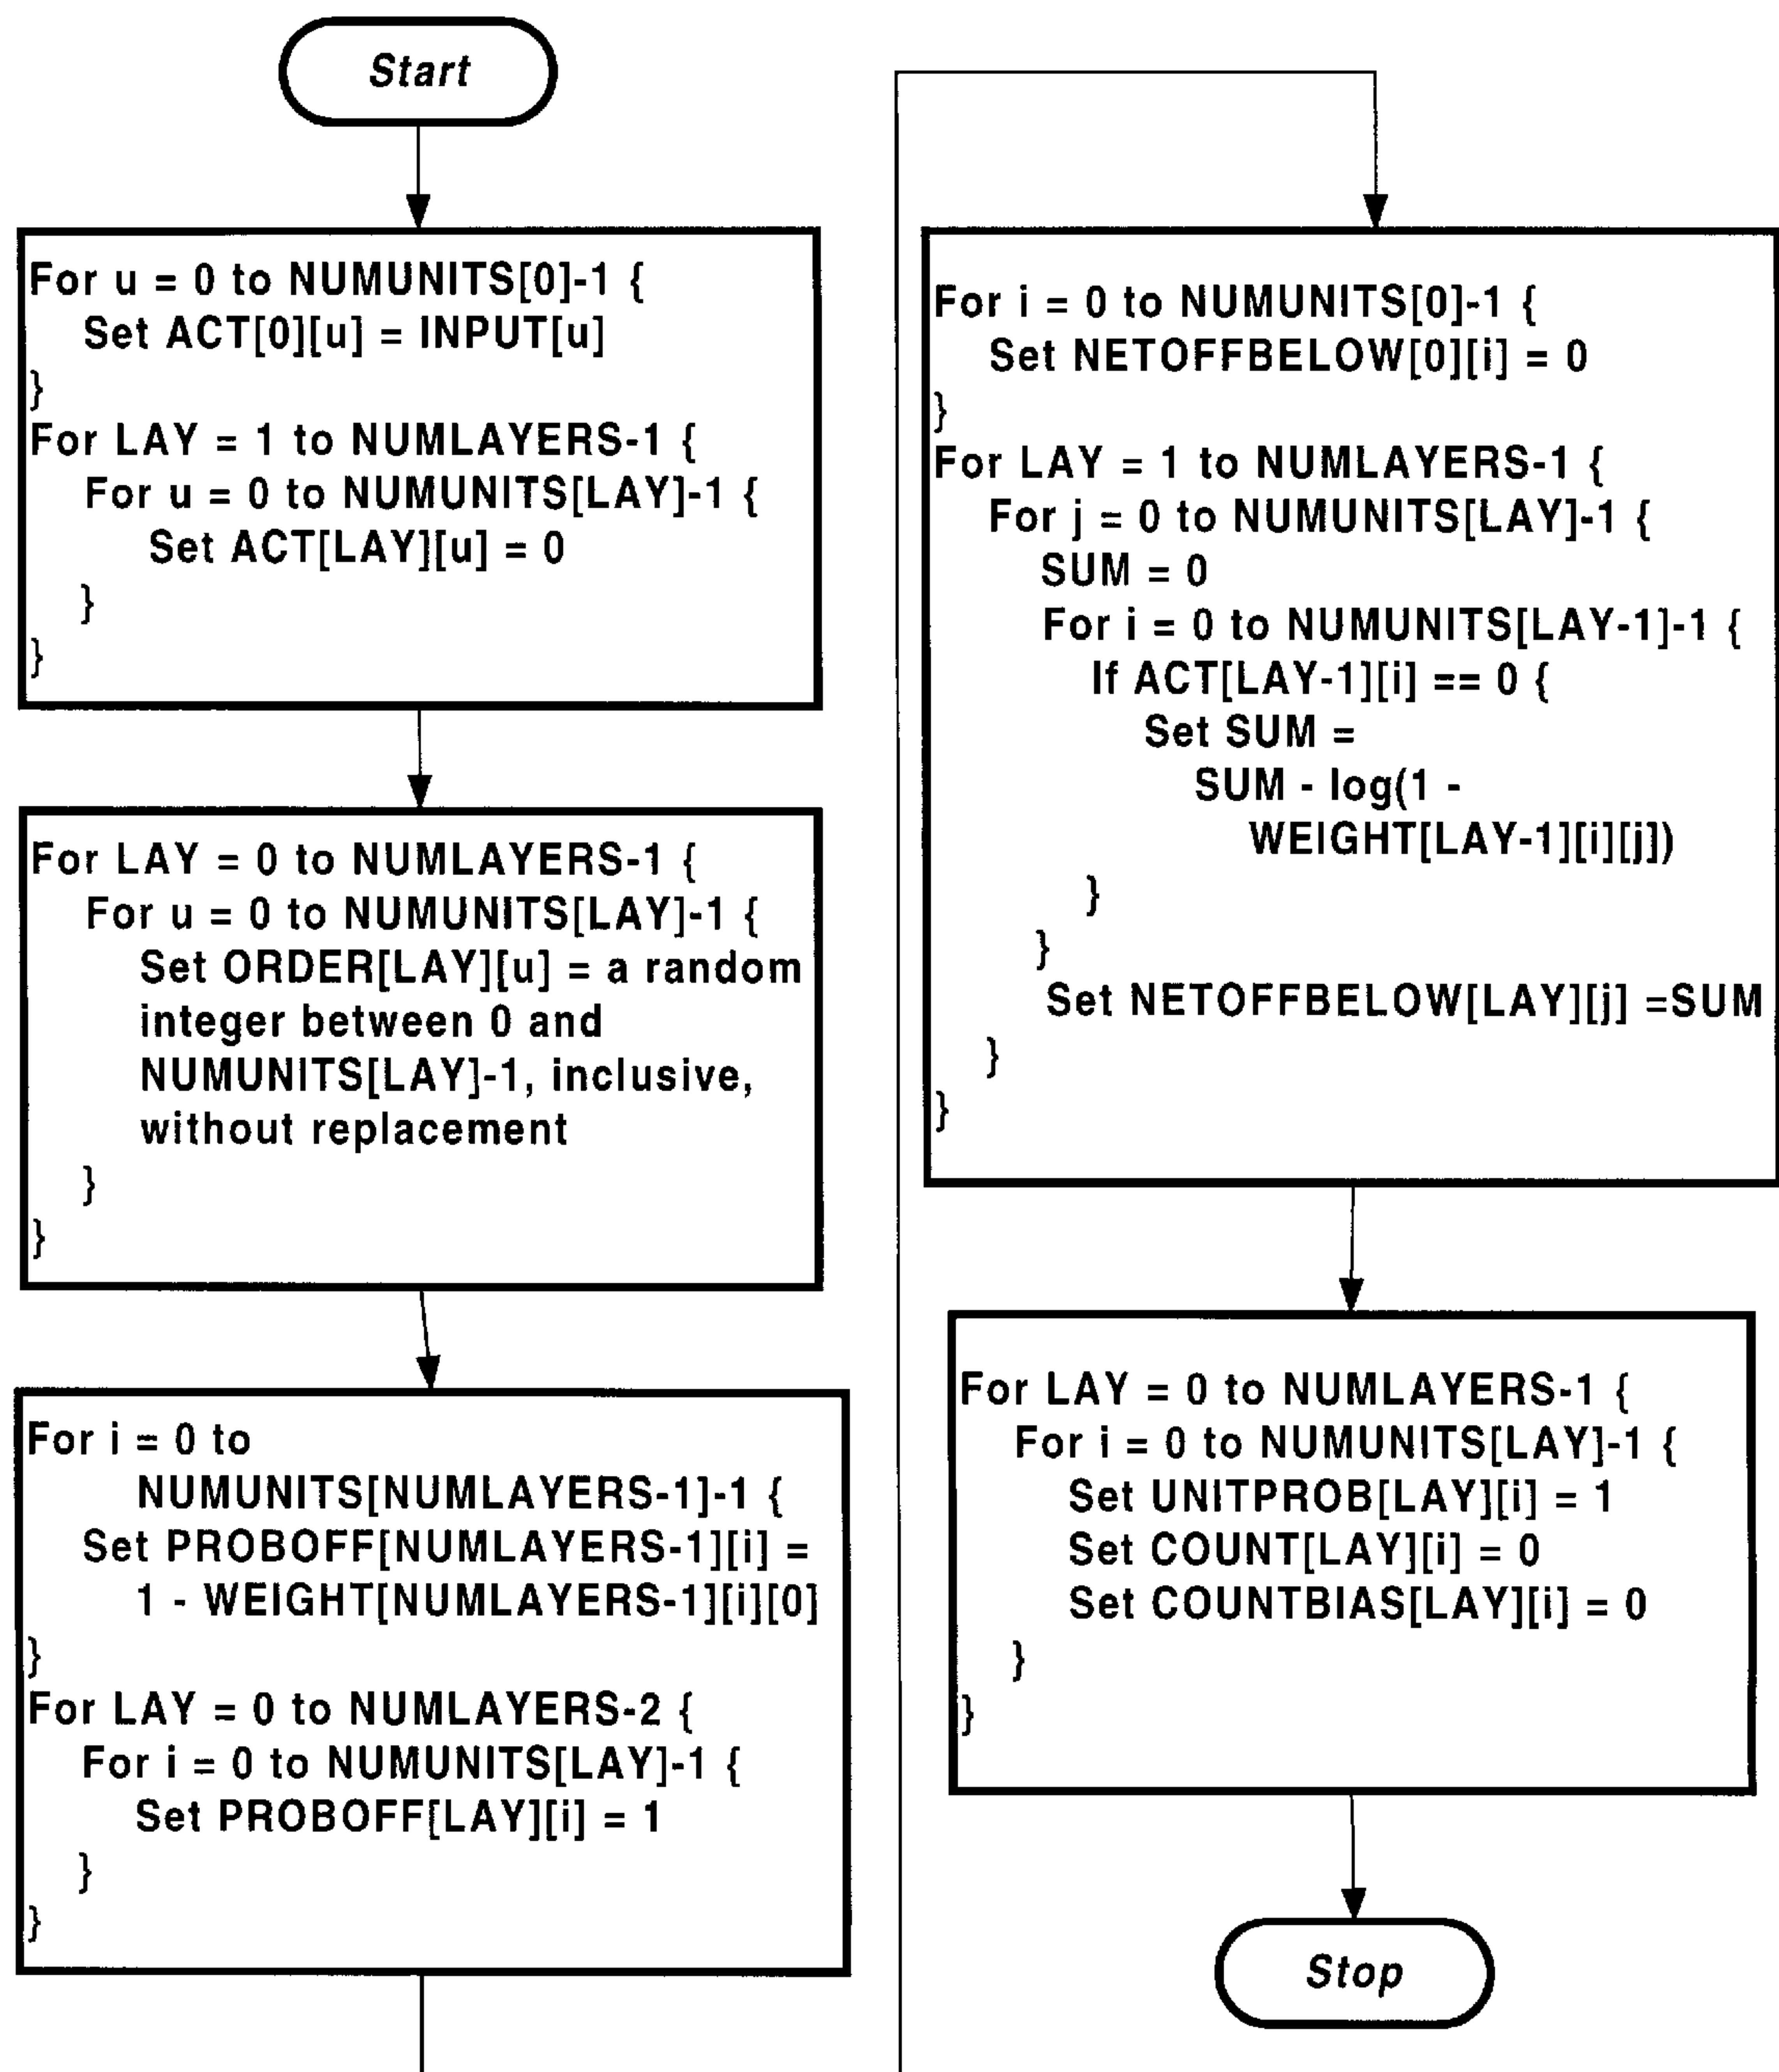 Start
For u = 0 to NUMUNITS[0]-1 {
Set ACT[0][u] = INPUT[u]
}
For LAY = 1 to NUMLAYERS-1 {
For u = 0 to NUMUNITS[LAY]-1 {
Set ACT[LAY][u] = 0
}
}
For LAY = 0 to NUMLAYERS-1 {
For u = 0 to NUMUNITS[LAY]-1 {
Set ORDER[LAY][u] = a random
integer between 0 and
NUMUNITS[LAY]-1, inclusive,
without replacement
}
}
For i = 0 to
NUMUNITS[NUMLAYERS-1]-1 {
Set PROBOFF[NUMLAYERS-1][i] =
1 - WEIGHT[NUMLAYERS-1][i][0]
}
For LAY = 0 to NUMLAYERS-2 {
For i = 0 to NUMUNITS[LAY]-1 {
Set PROBOFF[LAY][i] = 1
}
}
For i = 0 to NUMUNITS[0]-1 {
Set NETOFFBELOW[0][i] = 0
}
For LAY = 1 to NUMLAYERS-1 {
For j = 0 to NUMUNITS[LAY]-1 {
SUM = 0
For i = 0 to NUMUNITS[LAY-1]-1 {
If ACT[LAY-1][i] == 0 {
Set SUM =
SUM - log(1 -
WEIGHT[LAY-1][i][j])
}
}
Set NETOFFBELOW[LAY][j] =SUM
}
}
For LAY = 0 to NUMLAYERS-1 {
For i = 0 to NUMUNITS[LAY]-1 {
Set UNITPROB[LAY][i] = 1
Set COUNT[LAY][i] = 0
Set COUNTBIAS[LAY][i] = 0
}
}
Stop